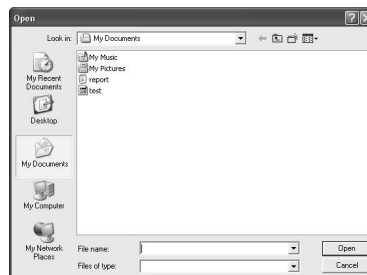 Open
Look in:
My Documents
My Music
My Pictures
report
test
My Recent
Documents
Desktop
My Documents
My Computer
My Network
Places
File name:
Open
Files of type:
Cancel